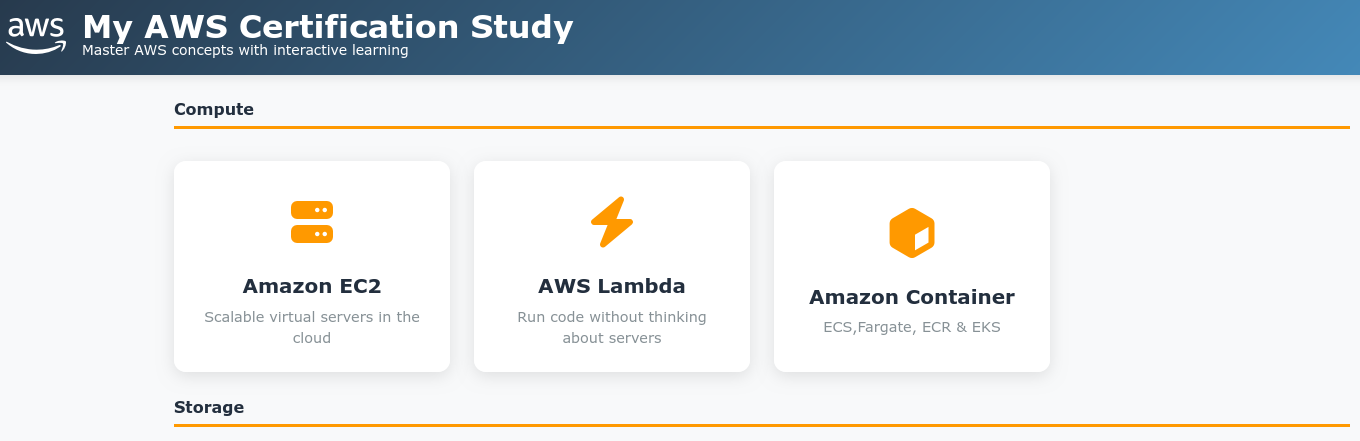 aws
My AWS Certification Study
Master AWS concepts with interactive learning
Compute
Amazon EC2
Scalable virtual servers in the
cloud
AWS Lambda
Run code without thinking
about servers
Amazon Container
ECS,Fargate, ECR & EKS
Storage